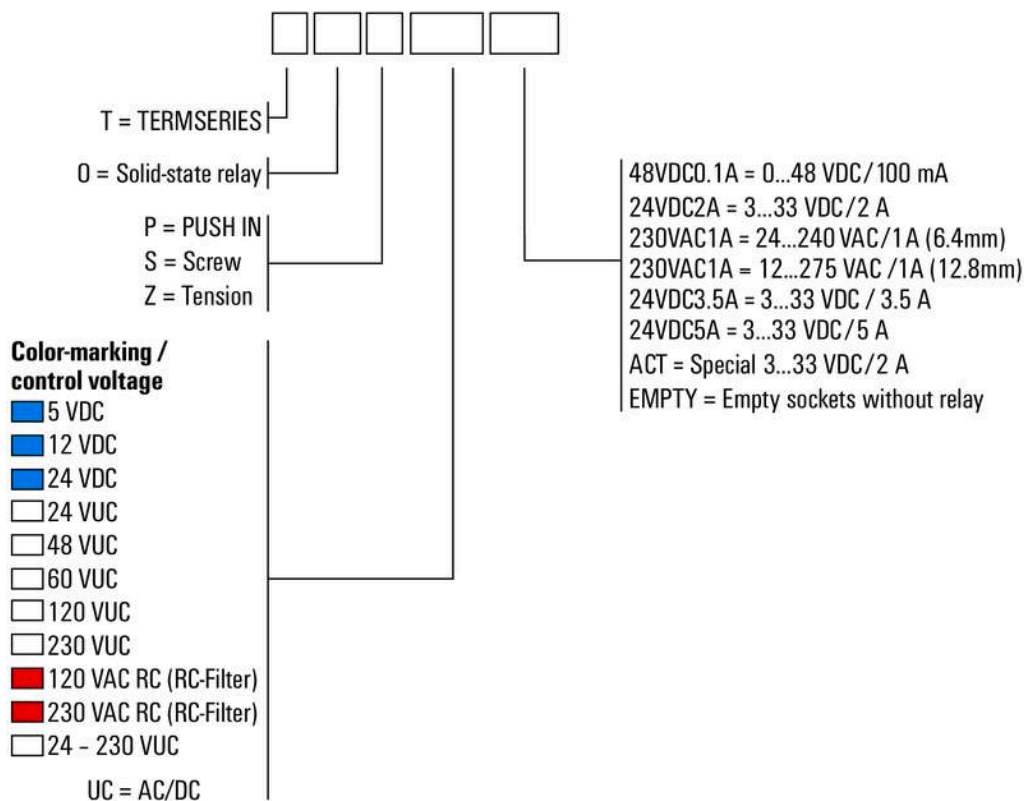 T = TERMSERIES
O = Solid-state relay
P = PUSH IN
S = Screw
Z = Tension
Color-marking /
control voltage
5 VDC
12 VDC
24 VDC
24 VUC
48 VUC
60 VUC
120 VUC
230 VUC
120 VAC RC (RC-Filter)
230 VAC RC (RC-Filter)
24 – 230 VUC
UC = AC/DC
48VDC0.1A = 0...48 VDC/100 mA
24VDC2A = 3...33 VDC/2 A
230VAC1A = 24...240 VAC/1A (6.4mm)
230VAC1A = 12...275 VAC /1A (12.8mm)
24VDC3.5A = 3...33 VDC / 3.5 A
24VDC5A = 3...33 VDC/5 A
ACT = Special 3...33 VDC/2 A
EMPTY = Empty sockets without relay